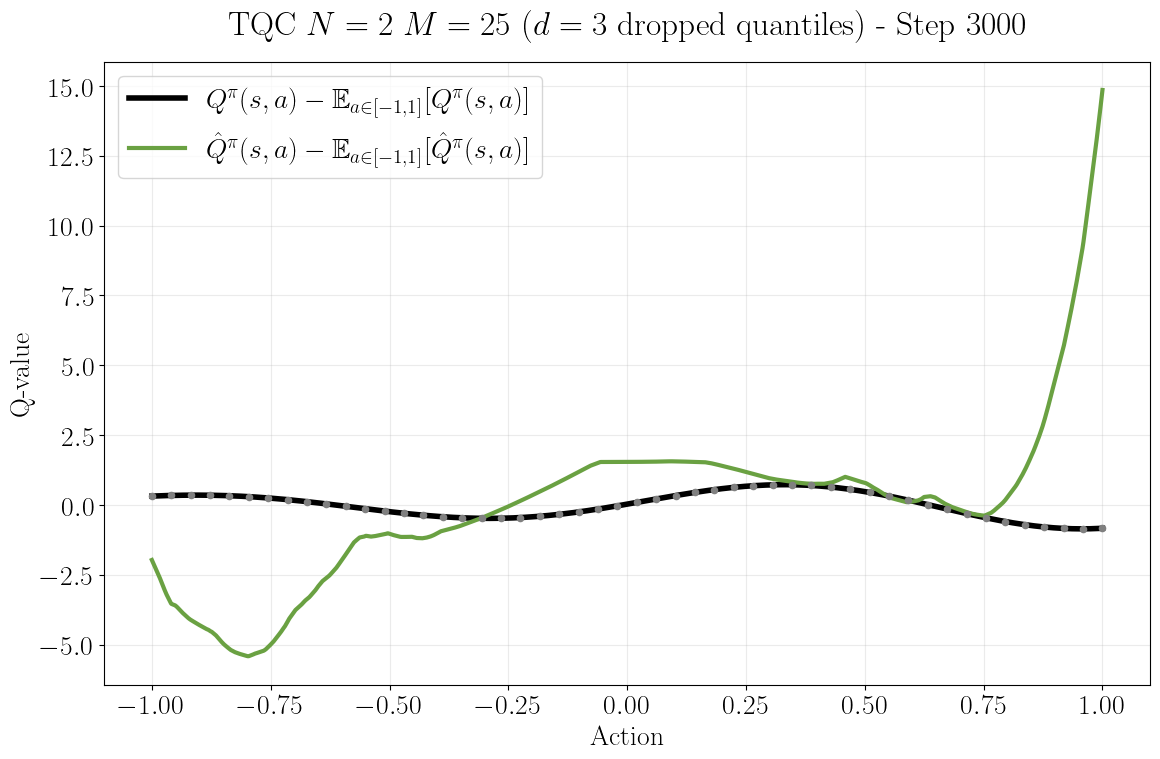 TQC N = 2 M = 25 (d = 3 dropped quantiles) - Step 3000
Q^π(s, a) − 𝔼_{a∈[−1,1]}[Q^π(s, a)]
Q̂^π(s, a) − 𝔼_{a∈[−1,1]}[Q̂^π(s, a)]
15.0
12.5
10.0
7.5
5.0
2.5
0.0
−2.5
−5.0
Q-value
−1.00 −0.75 −0.50 −0.25 0.00 0.25 0.50 0.75 1.00
Action